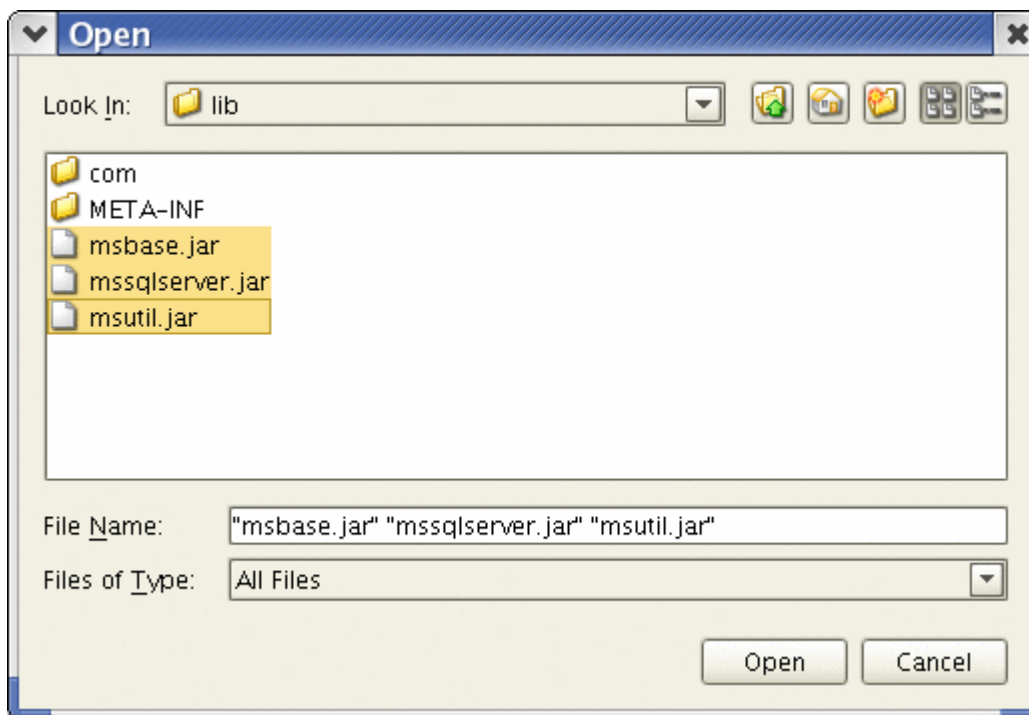 Open
Look In: lib
com
META-INF
msbase.jar
mssqlserver.jar
msutil.jar
File Name: "msbase.jar" "mssqlserver.jar" "msutil.jar"
Files of Type: All Files
Open Cancel